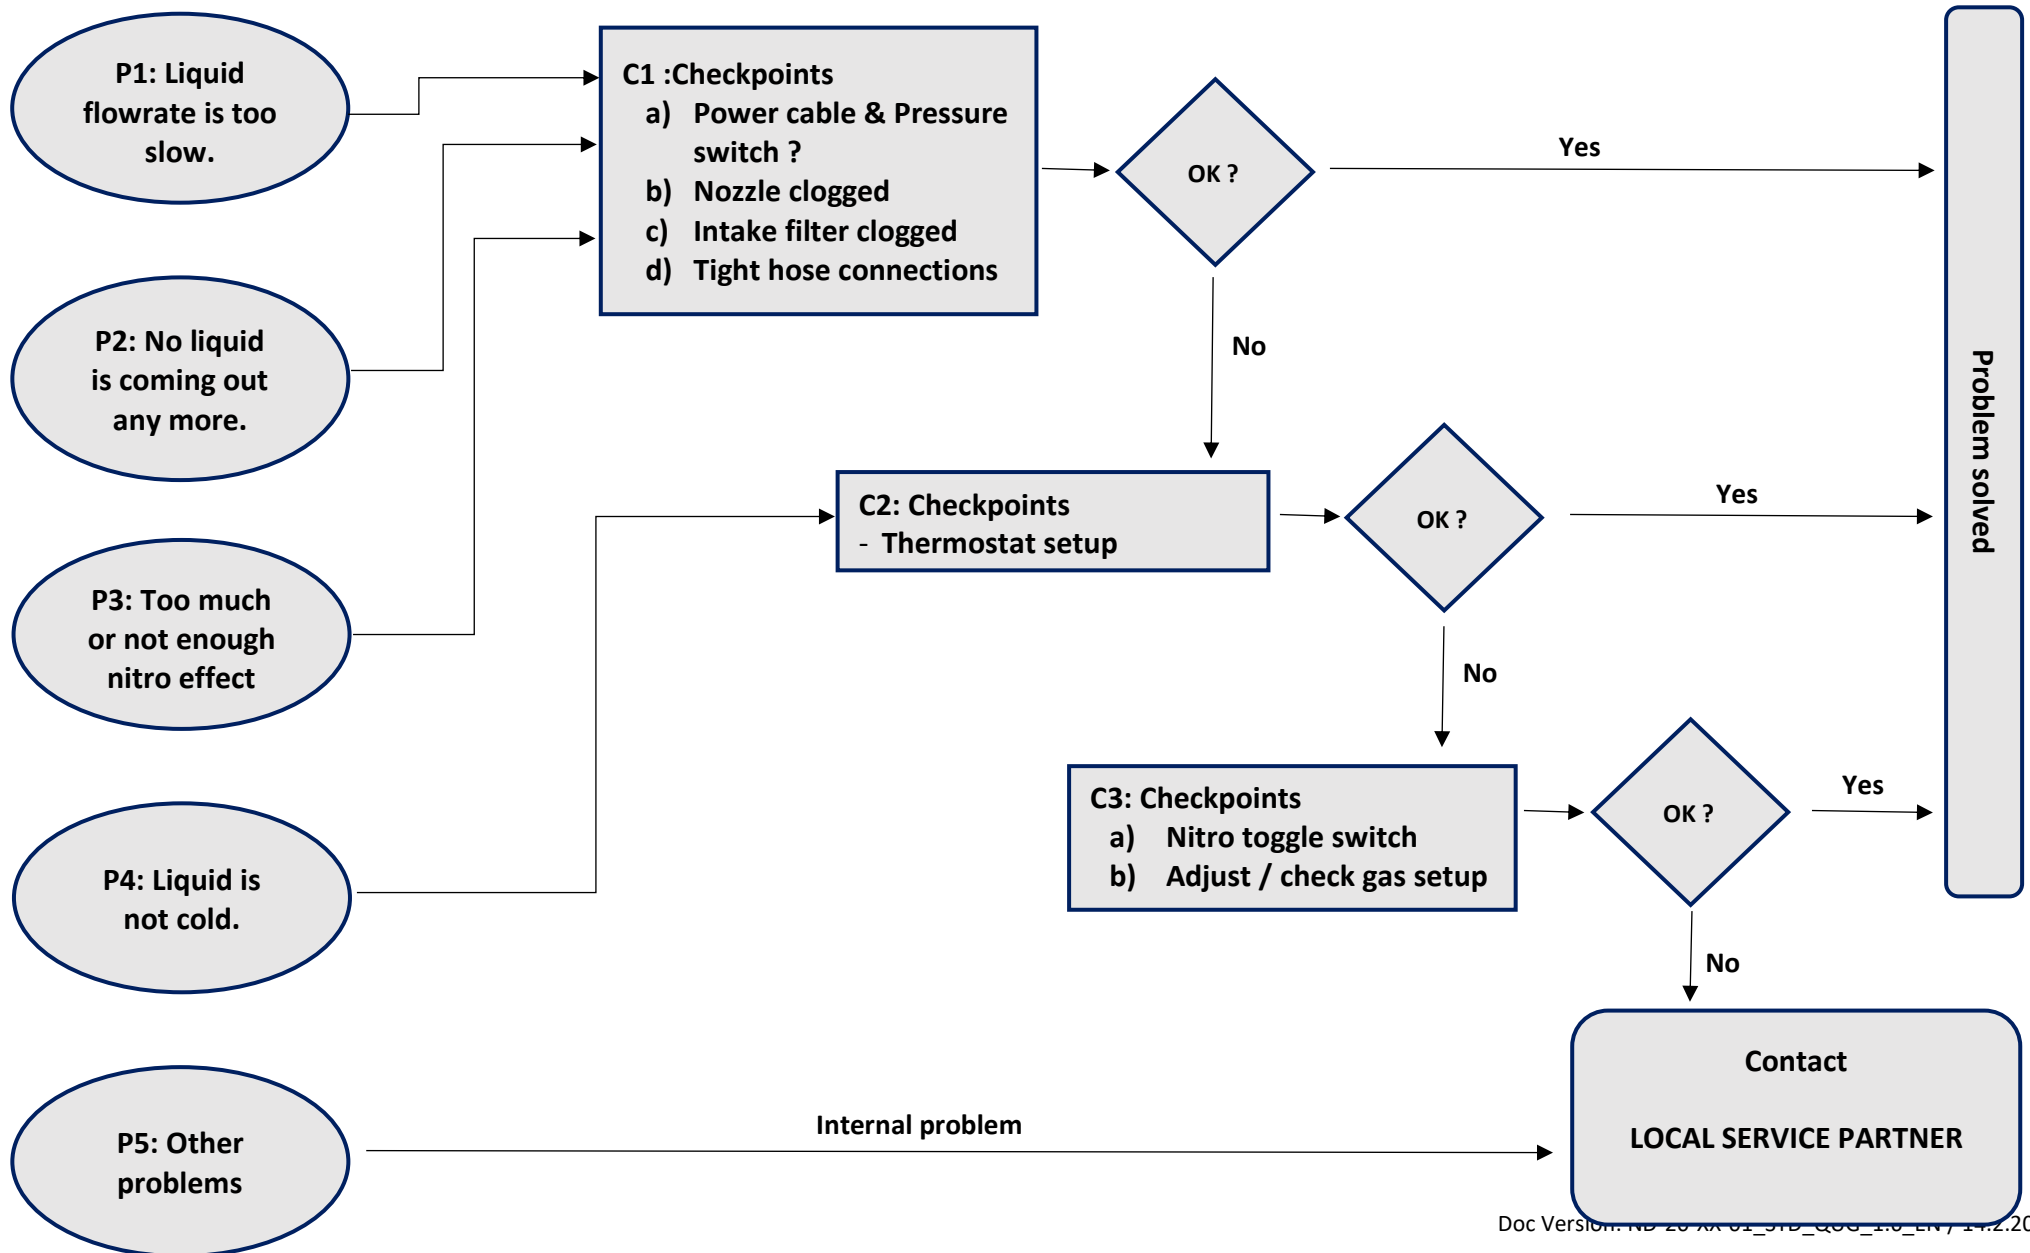 P1: Liquid
flowrate is too
slow.
C1 :Checkpoints
a) Power cable & Pressure
switch ?
b) Nozzle clogged
c) Intake filter clogged
d) Tight hose connections
OK ?
Yes
No
P2: No liquid
is coming out
any more.
Problem solved
C2: Checkpoints
- Thermostat setup
OK ?
Yes
No
P3: Too much
or not enough
nitro effect
C3: Checkpoints
a) Nitro toggle switch
b) Adjust / check gas setup
OK ?
Yes
No
P4: Liquid is
not cold.
Contact
LOCAL SERVICE PARTNER
Internal problem
P5: Other
problems
Doc Version: